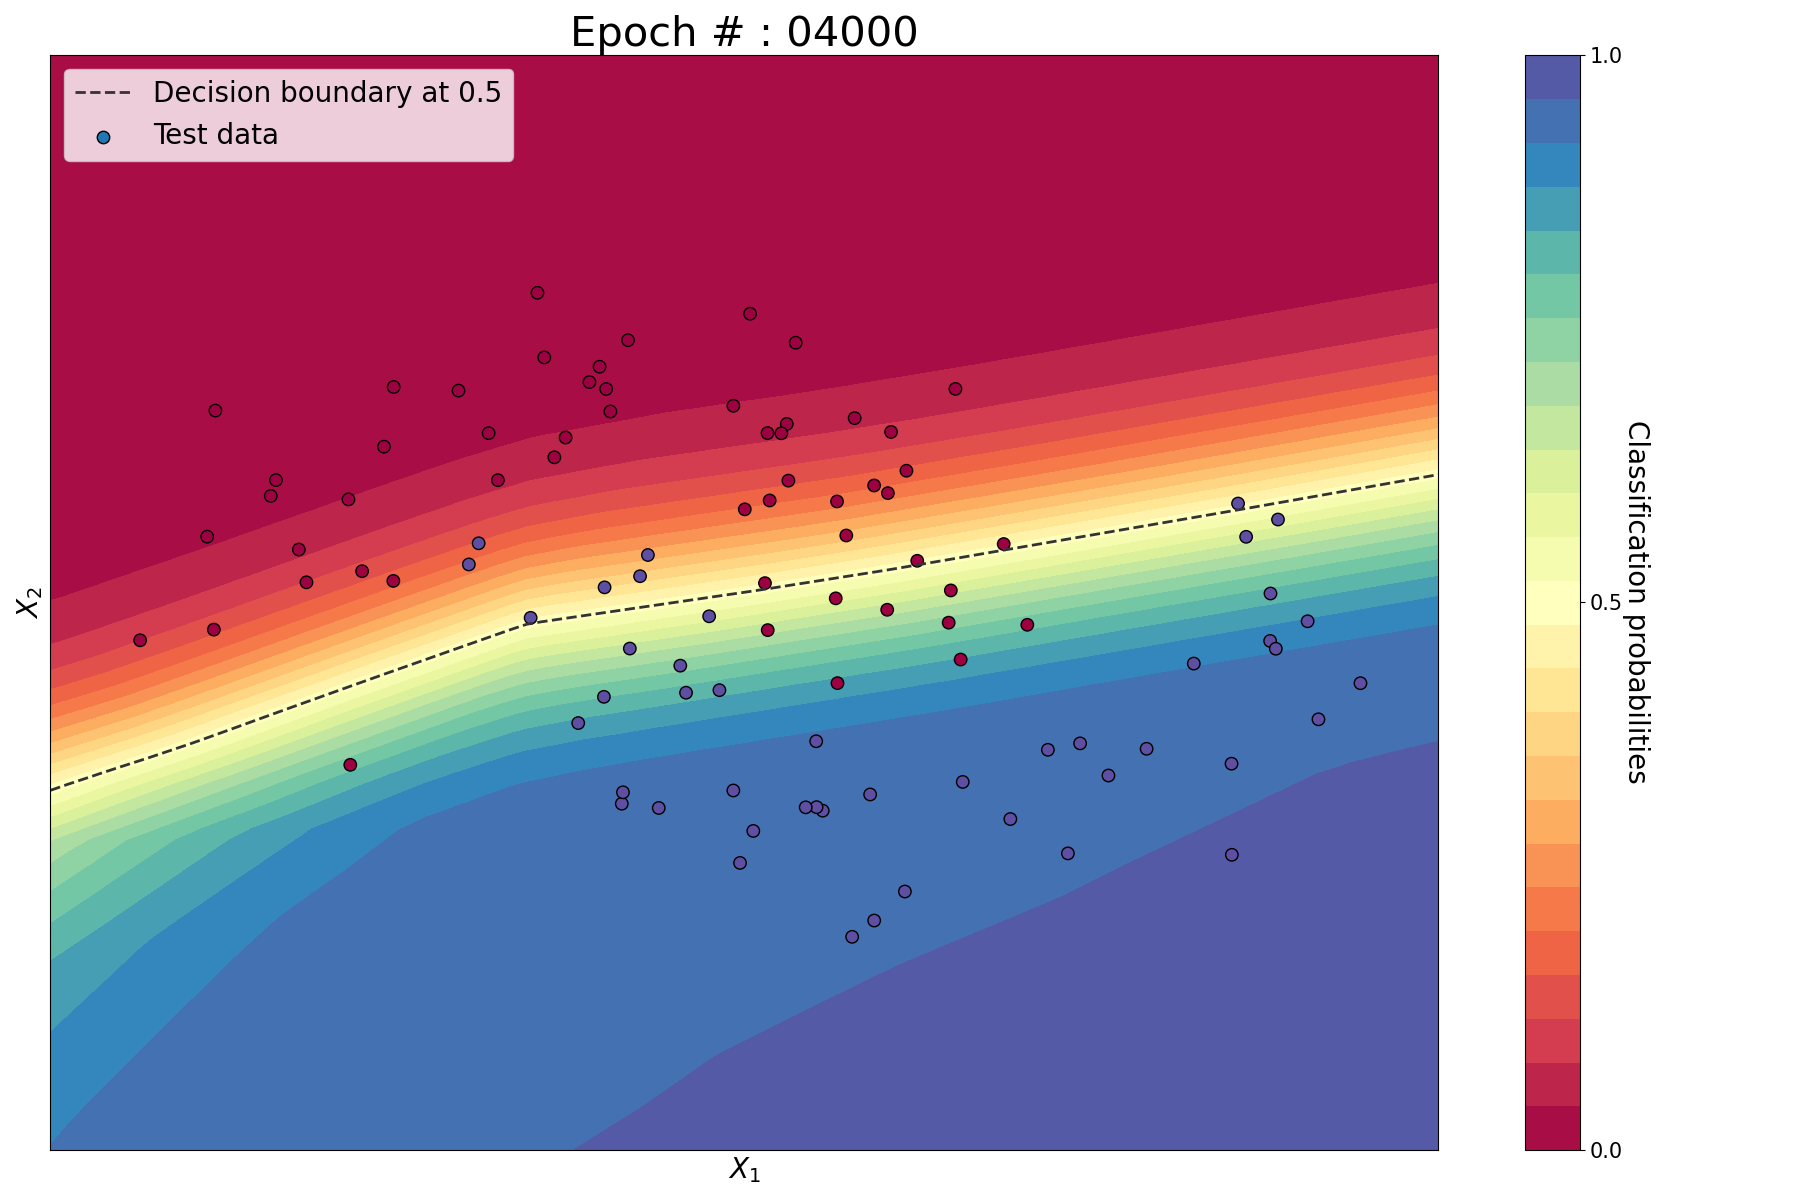 Epoch # : 04000
Decision boundary at 0.5
Test data
X₂
X₁
1.0
0.5
0.0
Classification probabilities